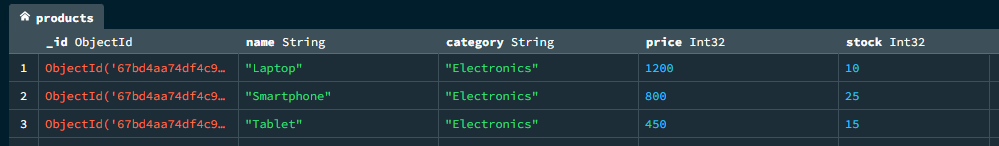 products
_id ObjectId name String category String price Int32 stock Int32
1 ObjectId('67bd4aa74df4c9… "Laptop" "Electronics" 1200 10
2 ObjectId('67bd4aa74df4c9… "Smartphone" "Electronics" 800 25
3 ObjectId('67bd4aa74df4c9… "Tablet" "Electronics" 450 15